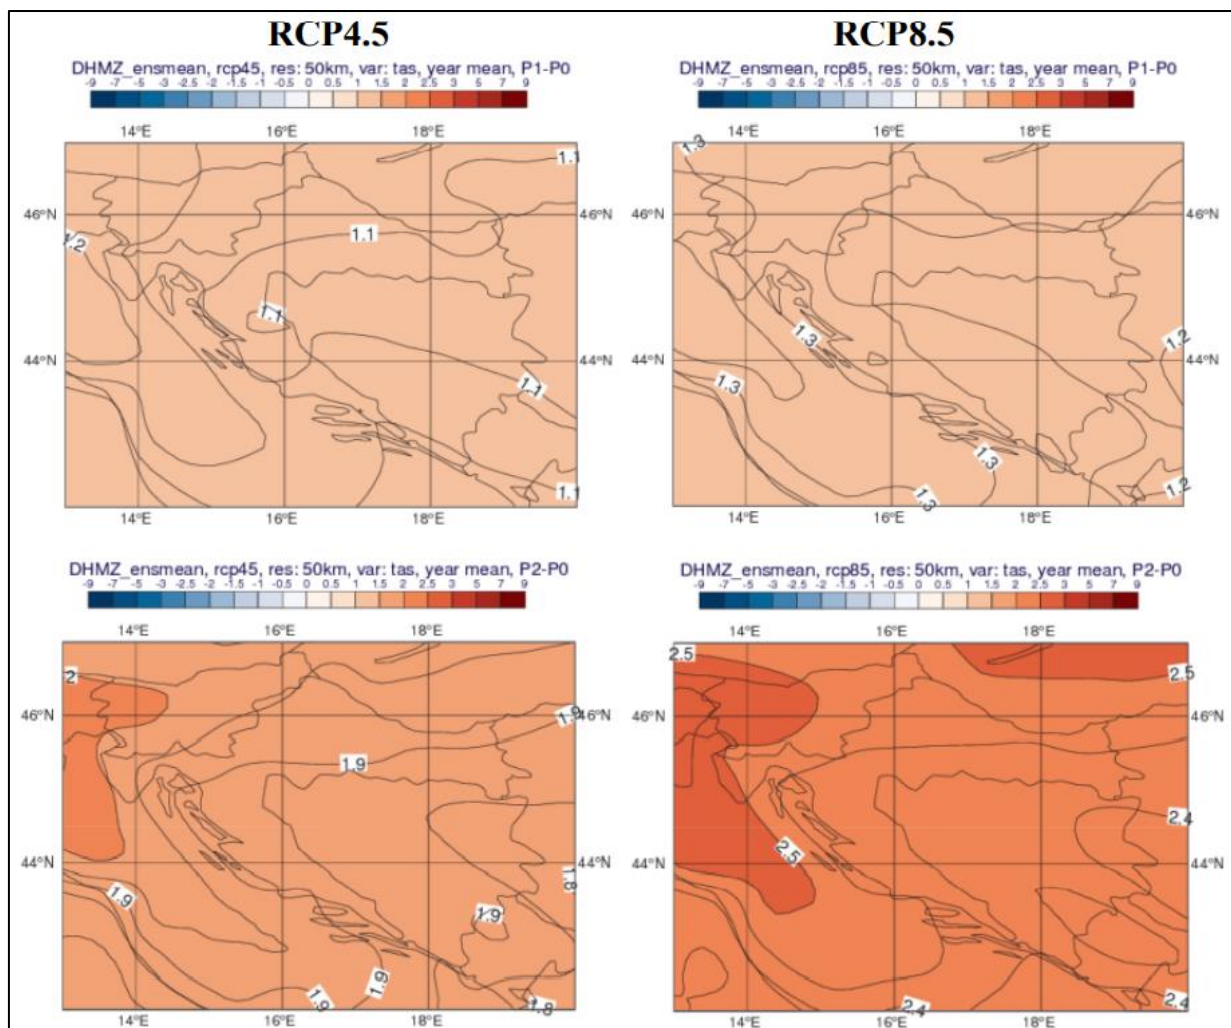 RCP4.5
RCP8.5
DHMZ_ensmean, rcp45, res: 50km, var: tas, year mean, P1-P0
-9 -7 -5 -3 -2.5 -2 -1.5 -1 -0.5 0 0.5 1 1.5 2 2.5 3 5 7 9
14°E 16°E 18°E
1.1
46°N 46°N
1.2
1.1
1.1
44°N 44°N
1.1
1.1
14°E 16°E 18°E
DHMZ_ensmean, rcp85, res: 50km, var: tas, year mean, P1-P0
-9 -7 -5 -3 -2.5 -2 -1.5 -1 -0.5 0 0.5 1 1.5 2 2.5 3 5 7 9
14°E 16°E 18°E
1.3
46°N 46°N
1.3
1.2
44°N 44°N
1.3
1.3
1.2
1.3
14°E 16°E 18°E
DHMZ_ensmean, rcp45, res: 50km, var: tas, year mean, P2-P0
-9 -7 -5 -3 -2.5 -2 -1.5 -1 -0.5 0 0.5 1 1.5 2 2.5 3 5 7 9
14°E 16°E 18°E
2
1.9
46°N 46°N
1.9
44°N 44°N
1.8
1.9
1.9
1.9
1.9
1.8
14°E 16°E 18°E
DHMZ_ensmean, rcp85, res: 50km, var: tas, year mean, P2-P0
-9 -7 -5 -3 -2.5 -2 -1.5 -1 -0.5 0 0.5 1 1.5 2 2.5 3 5 7 9
14°E 16°E 18°E
2.5
2.5
46°N 46°N
2.4
2.5
44°N 44°N
2.4
2.4
14°E 16°E 18°E